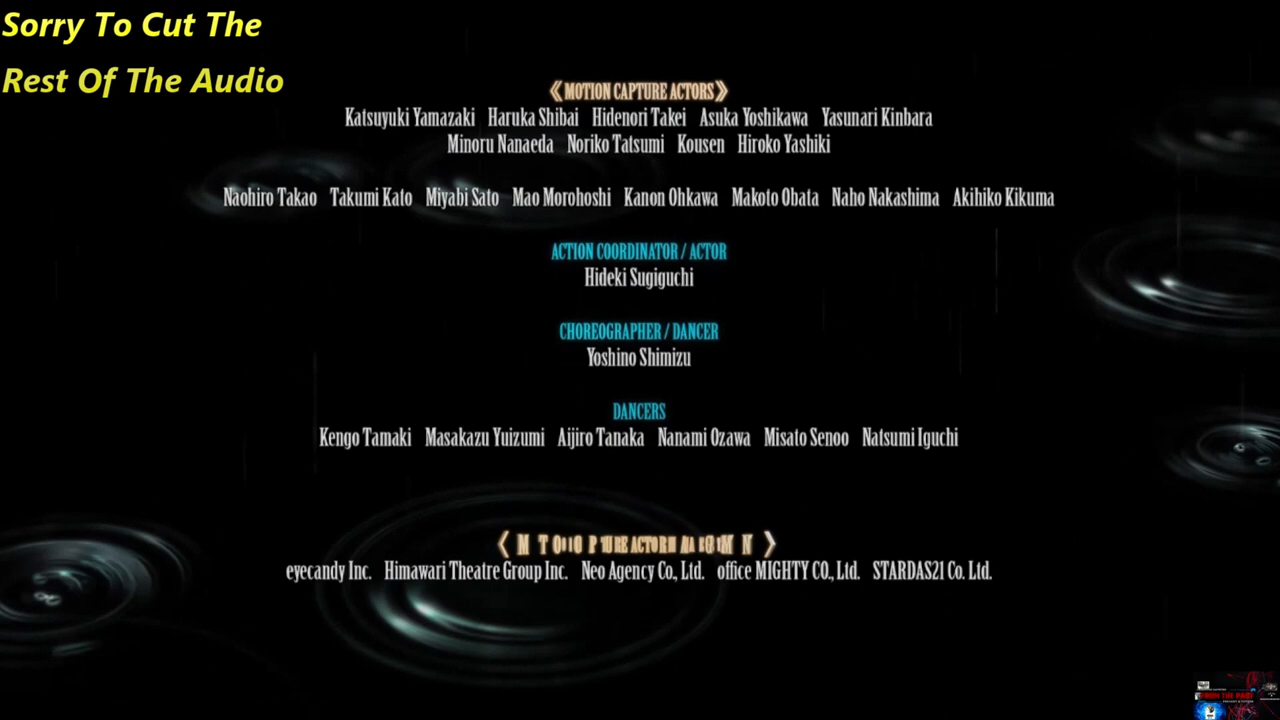 Sorry To Cut The
Rest Of The Audio
《MOTION CAPTURE ACTORS》
Katsuyuki Yamazaki Haruka Shibai Hidenori Takei Asuka Yoshikawa Yasunari Kinbara
Minoru Nanaeda Noriko Tatsumi Kousen Hiroko Yashiki
Naohiro Takao Takumi Kato Miyabi Sato Mao Morohoshi Kanon Ohkawa Makoto Obata Naho Nakashima Akihiko Kikuma
ACTION COORDINATOR / ACTOR
Hideki Sugiguchi
CHOREOGRAPHER / DANCER
Yoshino Shimizu
DANCERS
Kengo Tamaki Masakazu Yuizumi Aijiro Tanaka Nanami Ozawa Misato Senoo Natsumi Iguchi
eyecandy Inc. Himawari Theatre Group Inc. Neo Agency Co., Ltd. office MIGHTY CO., Ltd. STARDAS21 Co. Ltd.
FROM THE PAST